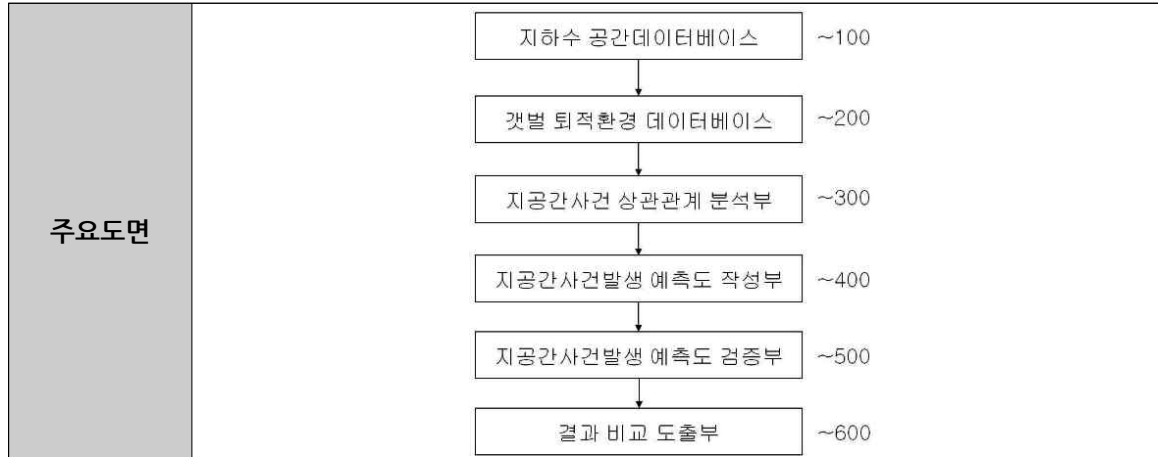 주요도면
지하수 공간데이터베이스 ~100
갯벌 퇴적환경 데이터베이스 ~200
지공간사건 상관관계 분석부 ~300
지공간사건발생 예측도 작성부 ~400
지공간사건발생 예측도 검증부 ~500
결과 비교 도출부 ~600